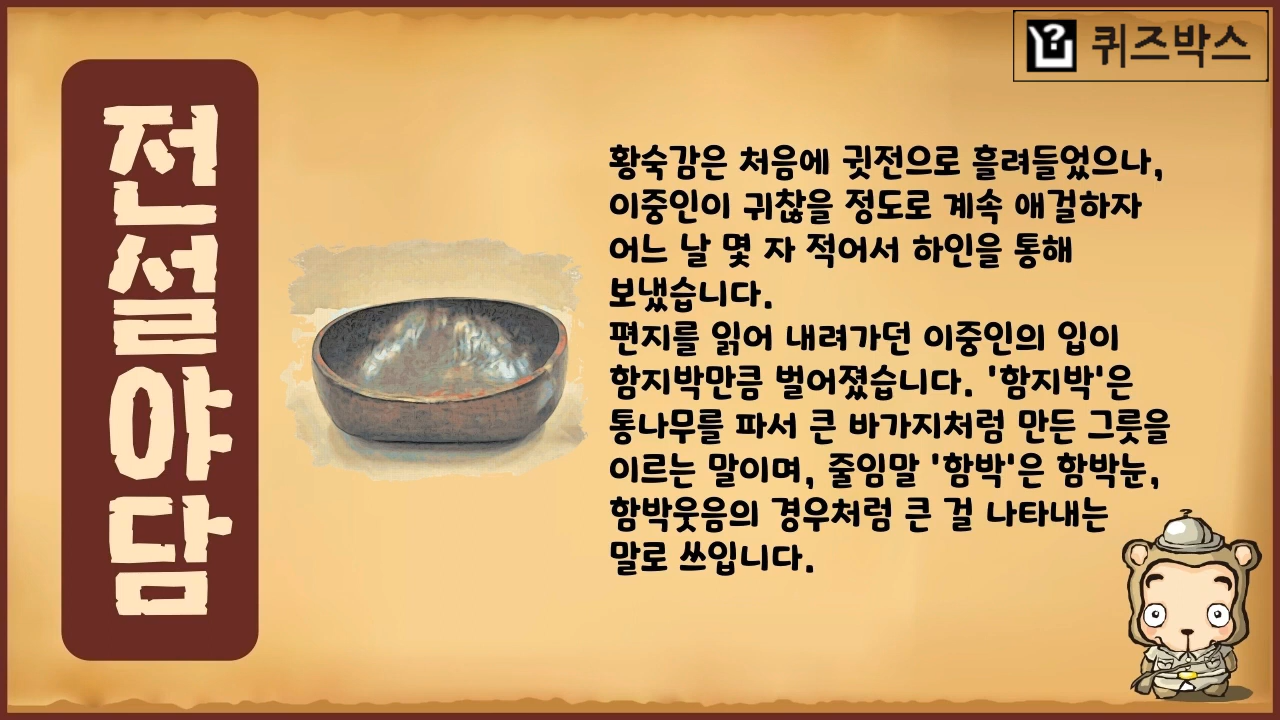 퀴즈박스
전설야담
황숙감은 처음에 귓전으로 흘려들었으나,
이중인이 귀찮을 정도로 계속 애걸하자
어느 날 몇 자 적어서 하인을 통해
보냈습니다.
편지를 읽어 내려가던 이중인의 입이
함지박만큼 벌어졌습니다. '함지박'은
통나무를 파서 큰 바가지처럼 만든 그릇을
이르는 말이며, 줄임말 '함박'은 함박눈,
함박웃음의 경우처럼 큰 걸 나타내는
말로 쓰입니다.